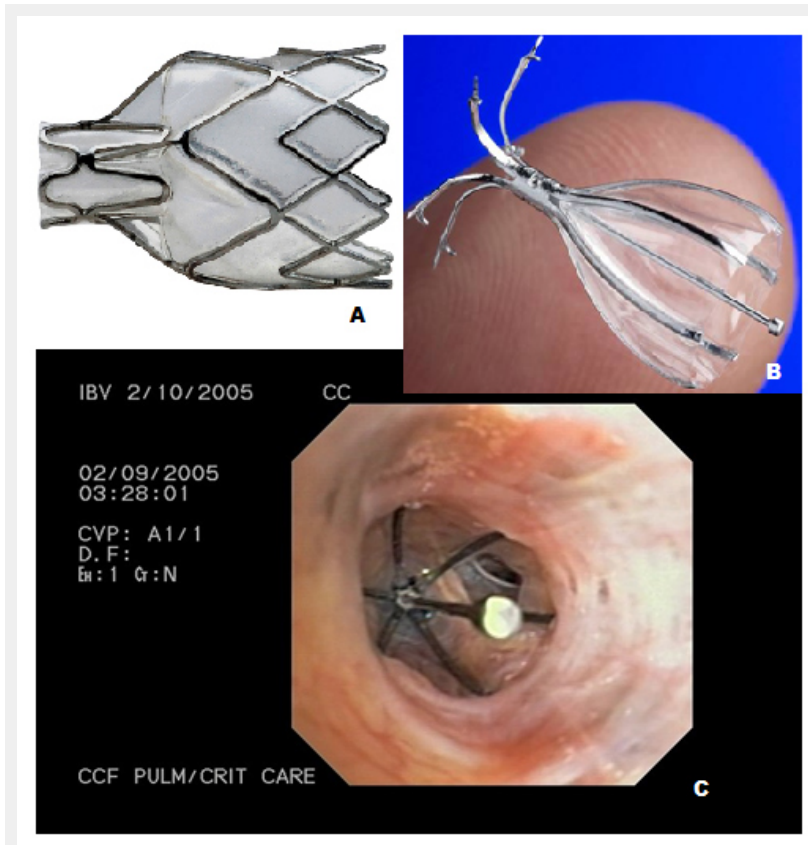 A
B
IBV 2/10/2005 CC
02/09/2005
03:28:01
CVP: A1/1
D.F:
EH:1 Cr:N
CCF PULM/CRIT CARE
C